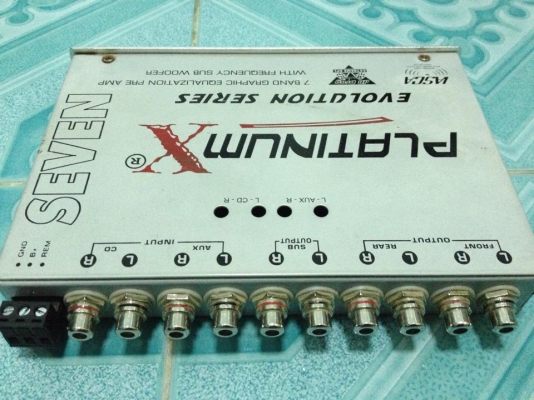 L R L R L R L R L R
FRONT OUTPUT REAR SUB OUTPUT AUX INPUT CD
REM
B+
GND
L - AUX - R L - CD - R
PLATINUM X ®
EVOLUTION SERIES
IASCA
7 BAND GRAPHIC EQUALIZATION PRE AMP
WITH FREQUENCY SUB WOOFER
SEVEN